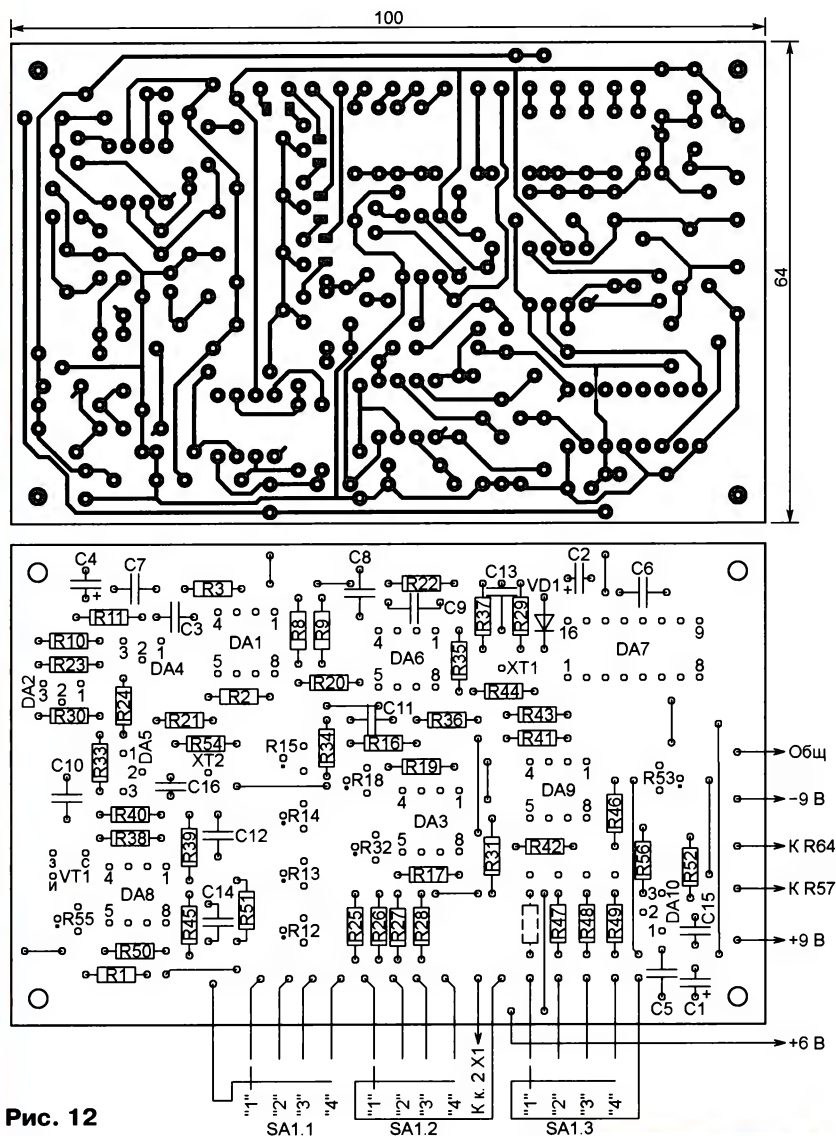 100
64
C4
C7
R3
C8
R22
C13
VD1
C2
C6
+
+
R11
C3
4
1
R8
R9
C9
R37
R29
16
9
R10
3
2
1
DA1
4
1
R35
DA7
R23
DA4
DA6
DA2
3
2
1
5
8
R20
5
8
XT1
1
8
R30
R24
R2
R44
C11
R21
R36
R43
R33
DA5
R54
R34
R16
R41
1
2
3
XT2
R15
R19
R53
Общ
C10
C16
R18
4
1
4
1
DA9
–9 В
R40
R14
DA3
5
8
R46
R38
R39
C12
R32
5
8
R31
R42
R56
R52
К R64
3
С
И
VT1
4
1
R13
R17
DA8
C14
R51
3
2
1
DA10
C15
К R57
R55
5
8
R45
R12
R25
R26
R27
R28
R47
R48
R49
+9 В
R50
R1
C5
C1
+
+6 В
К к. 2 X1
"1"
"2"
"3"
"4"
"1"
"2"
"3"
"4"
"1"
"2"
"3"
"4"
SA1.1
SA1.2
SA1.3
Рис. 12